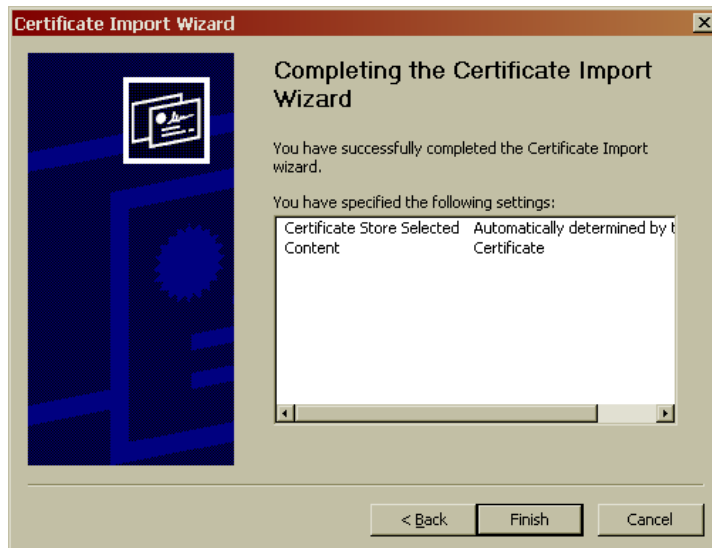 Certificate Import Wizard
Completing the Certificate Import
Wizard
You have successfully completed the Certificate Import
wizard.
You have specified the following settings:
Certificate Store Selected Automatically determined by t
Content Certificate
< Back Finish Cancel